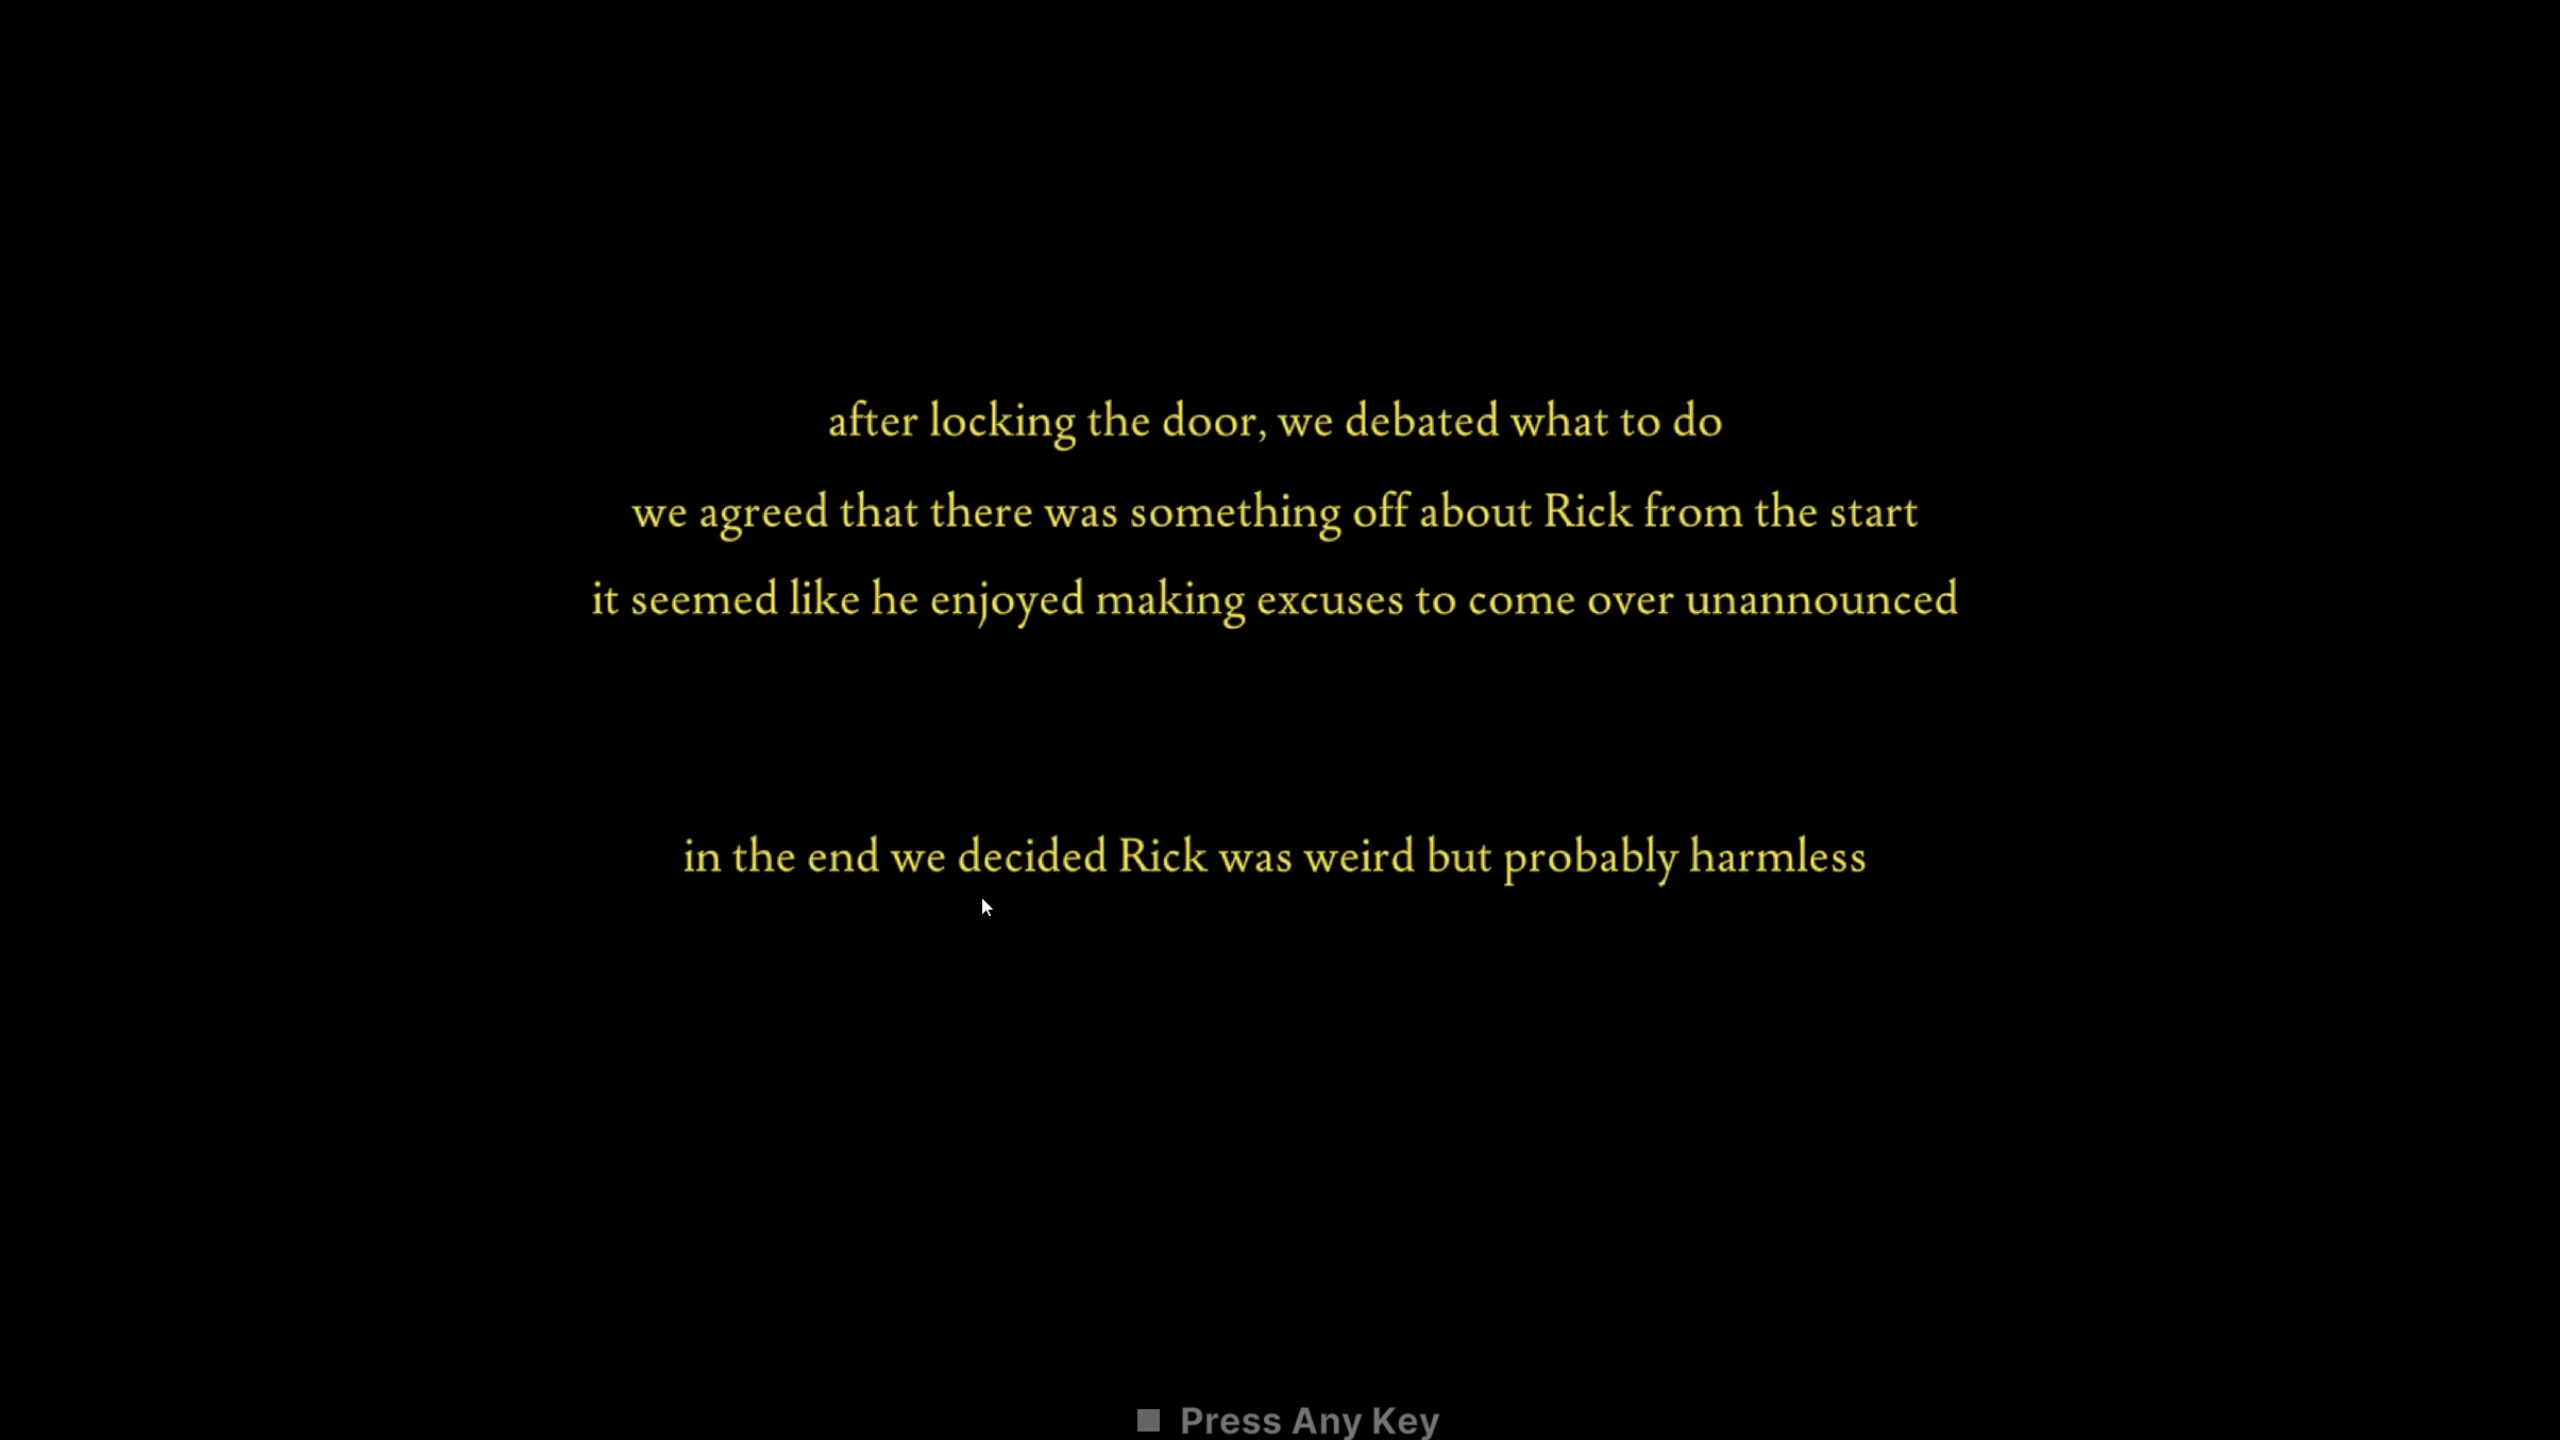 after locking the door, we debated what to do
we agreed that there was something off about Rick from the start
it seemed like he enjoyed making excuses to come over unannounced
in the end we decided Rick was weird but probably harmless
Press Any Key